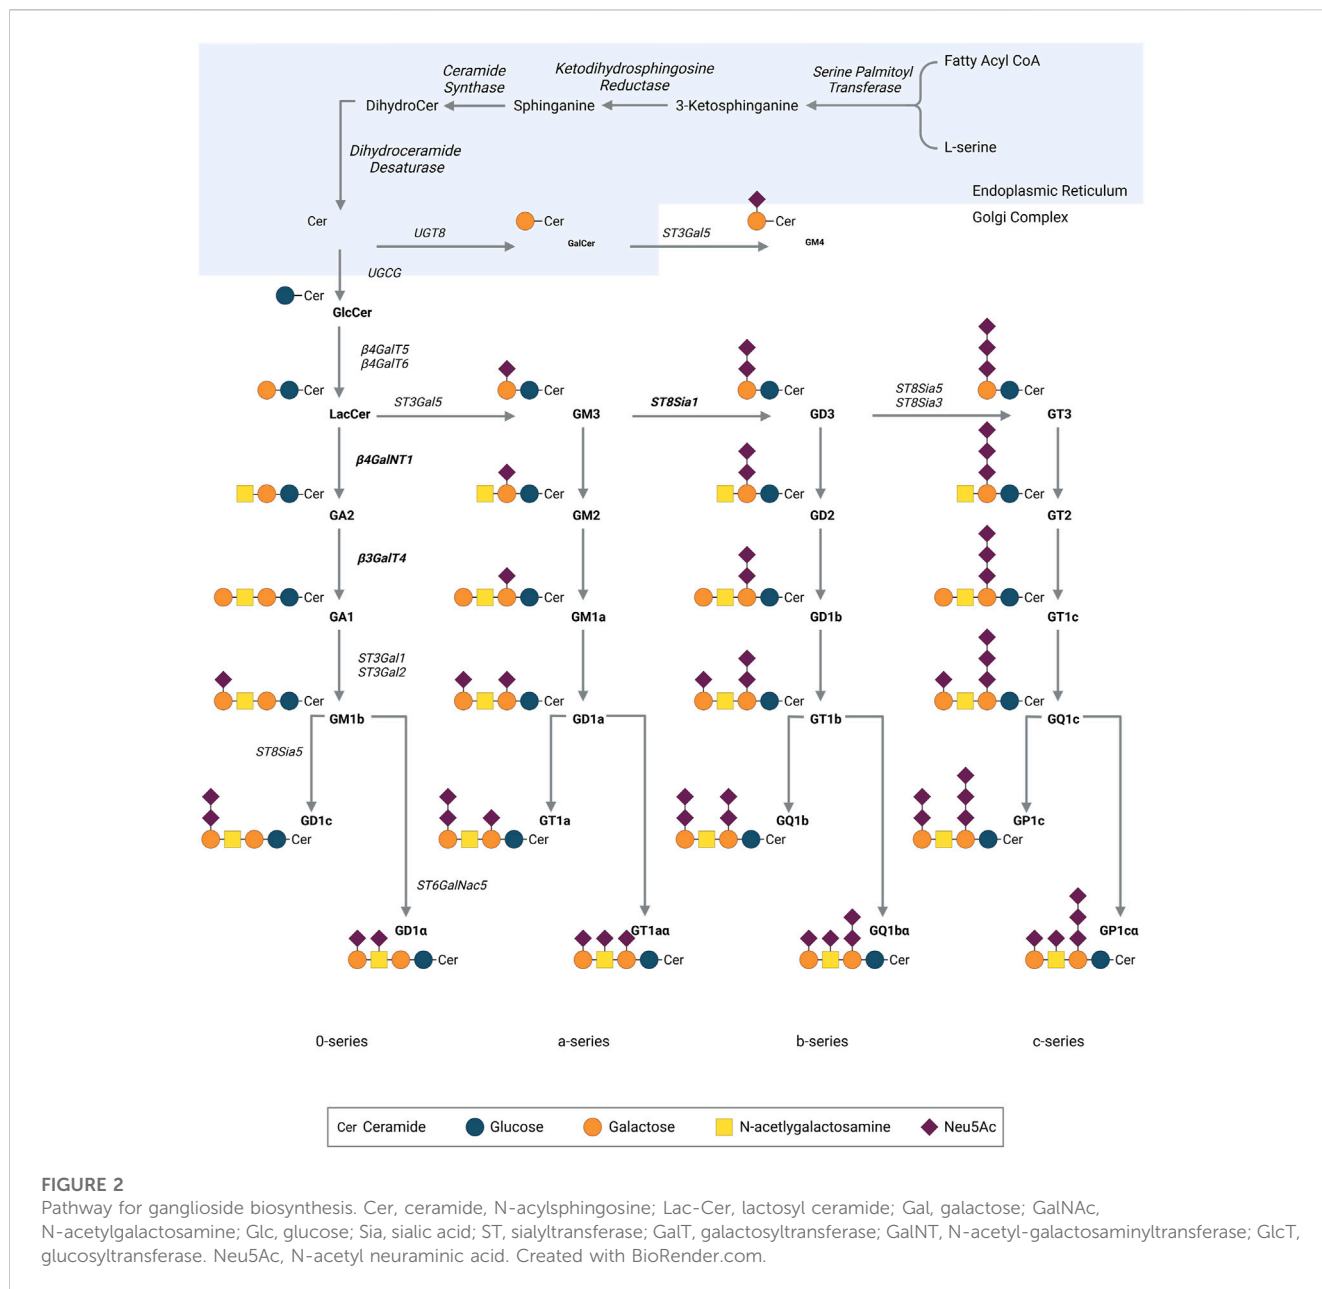 Fatty Acyl CoA
Ceramide
Synthase
Ketodihydrosphingosine
Reductase
Serine Palmitoyl
Transferase
DihydroCer
Sphinganine
3-Ketosphinganine
L-serine
Dihydroceramide
Desaturase
Endoplasmic Reticulum
Golgi Complex
Cer
UGT8
Cer
GalCer
ST3Gal5
Cer
GM4
UGCG
Cer
GlcCer
β4GalT5
β4GalT6
Cer
LacCer
ST3Gal5
Cer
GM3
ST8Sia1
Cer
GD3
ST8Sia5
ST8Sia3
Cer
GT3
β4GalNT1
Cer
GA2
Cer
GM2
Cer
GD2
Cer
GT2
β3GalT4
Cer
GA1
Cer
GM1a
Cer
GD1b
Cer
GT1c
ST3Gal1
ST3Gal2
Cer
GM1b
Cer
GD1a
Cer
GT1b
Cer
GQ1c
ST8Sia5
GD1c
Cer
GT1a
Cer
GQ1b
Cer
GP1c
Cer
ST6GalNac5
GD1α
Cer
GT1aα
Cer
GQ1bα
Cer
GP1cα
Cer
0-series
a-series
b-series
c-series
Cer Ceramide
Glucose
Galactose
N-acetlygalactosamine
Neu5Ac
FIGURE 2
Pathway for ganglioside biosynthesis. Cer, ceramide, N-acylsphingosine; Lac-Cer, lactosyl ceramide; Gal, galactose; GalNAc,
N-acetylgalactosamine; Glc, glucose; Sia, sialic acid; ST, sialyltransferase; GalT, galactosyltransferase; GalNT, N-acetyl-galactosaminyltransferase; GlcT,
glucosyltransferase. Neu5Ac, N-acetyl neuraminic acid. Created with BioRender.com.